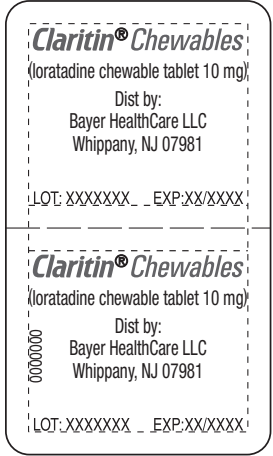 Claritin® Chewables
(loratadine chewable tablet 10 mg)
Dist by:
Bayer HealthCare LLC
Whippany, NJ 07981
LOT: XXXXXXX EXP:XX/XXXX
Claritin® Chewables
(loratadine chewable tablet 10 mg)
Dist by:
Bayer HealthCare LLC
Whippany, NJ 07981
0000000
LOT: XXXXXXX EXP:XX/XXXX